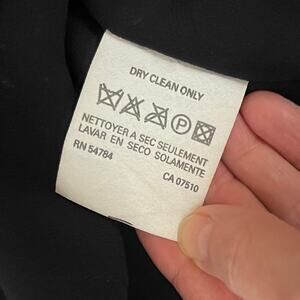 DRY CLEAN ONLY
P
NETTOYER A SEC SEULEMENT
LAVAR EN SECO SOLAMENTE
RN 54784
CA 07510